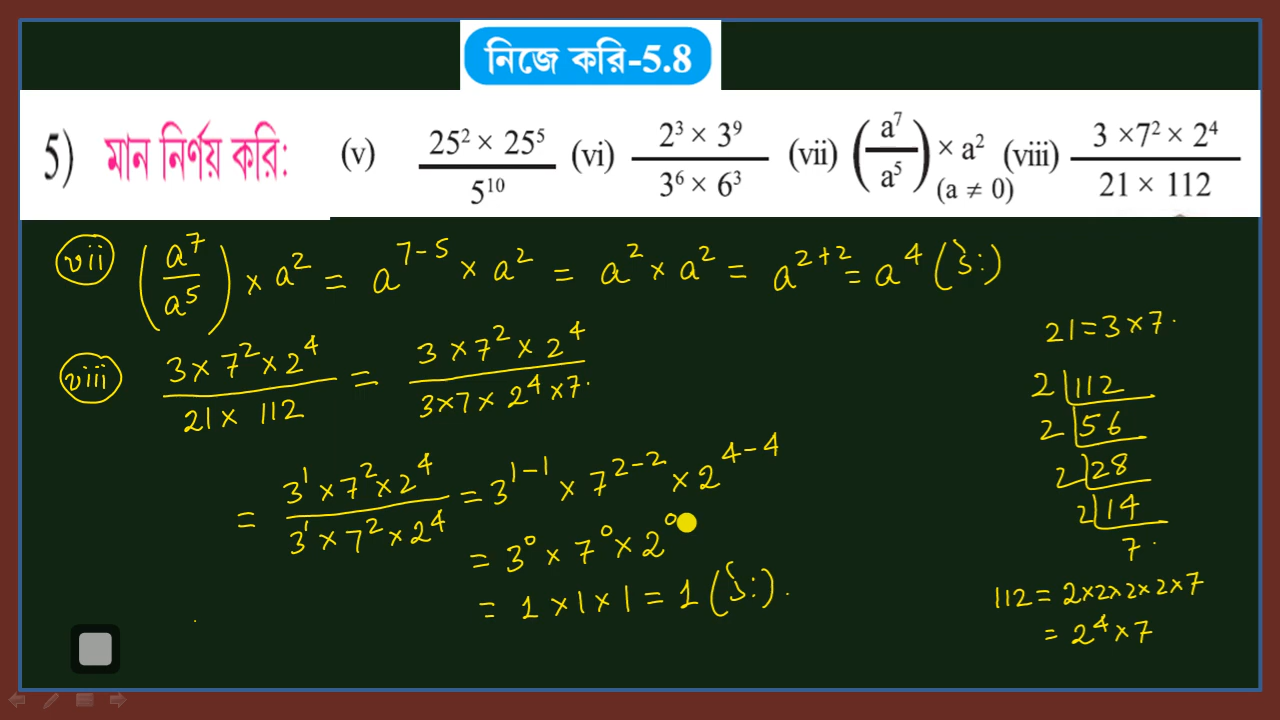 নিজে করি-5.8
5) মান নির্ণয় করি: (v) 25² × 25⁵ / 5¹⁰ (vi) 2³ × 3⁹ / 3⁶ × 6³ (vii) (a⁷ / a⁵) × a² (a ≠ 0) (viii) 3 × 7² × 2⁴ / 21 × 112
vii (a⁷ / a⁵) × a² = a⁷⁻⁵ × a² = a² × a² = a²⁺² = a⁴ (উঃ)
21 = 3 × 7.
viii 3 × 7² × 2⁴ / 21 × 112 = 3 × 7² × 2⁴ / 3 × 7 × 2⁴ × 7.
= 3¹ × 7² × 2⁴ / 3¹ × 7² × 2⁴ = 3¹⁻¹ × 7²⁻² × 2⁴⁻⁴
= 3⁰ × 7⁰ × 2⁰
= 1 × 1 × 1 = 1 (উঃ).
2 | 112
2 | 56
2 | 28
2 | 14
7.
112 = 2 × 2 × 2 × 2 × 7
= 2⁴ × 7